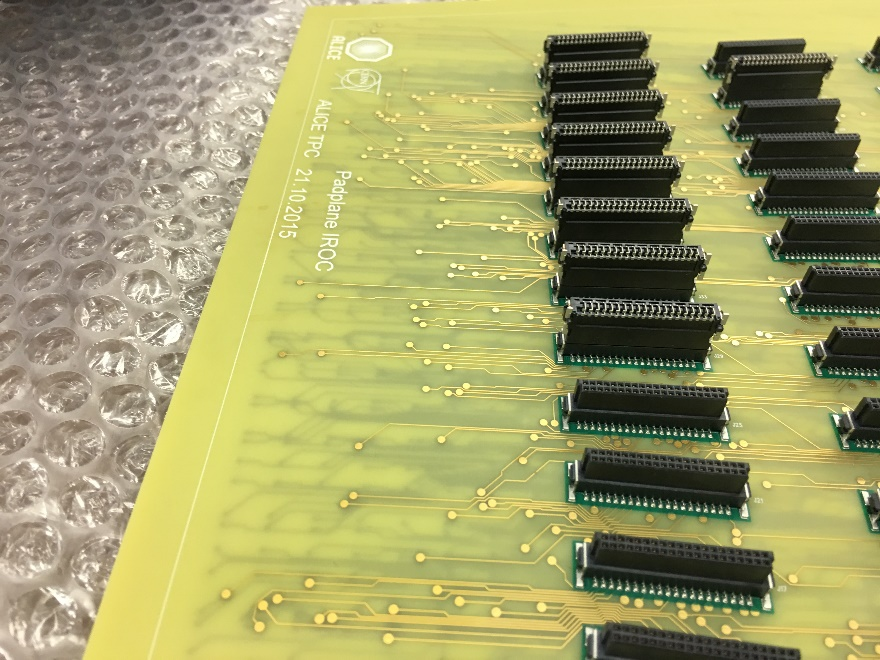 ALICE
ALICE TPC 21.10.2015
Padplane IROC